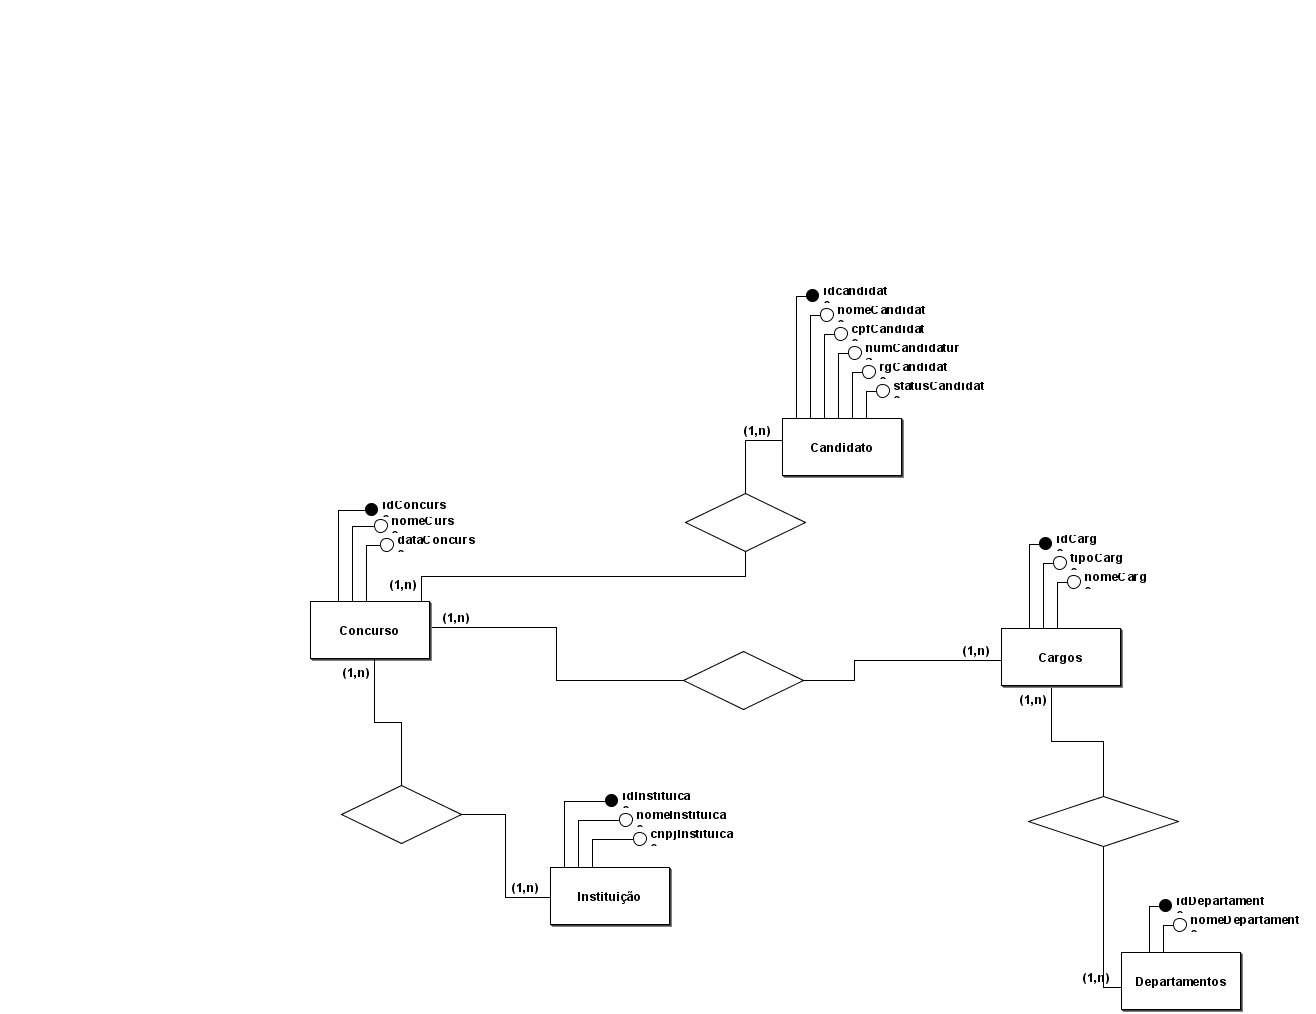 idcandidat
o
nomeCandidat
o
cpfCandidat
o
numCandidatur
a
rgCandidat
o
statusCandidat
o
(1,n)
Candidato
idConcurs
o
nomeCurs
o
dataConcurs
o
(1,n)
Concurso
(1,n)
(1,n)
idCarg
o
tipoCarg
o
nomeCarg
o
(1,n)
Cargos
(1,n)
idInstituica
o
nomeInstituica
o
cnpjInstituica
o
(1,n)
Instituição
idDepartament
o
nomeDepartament
o
(1,n)
Departamentos